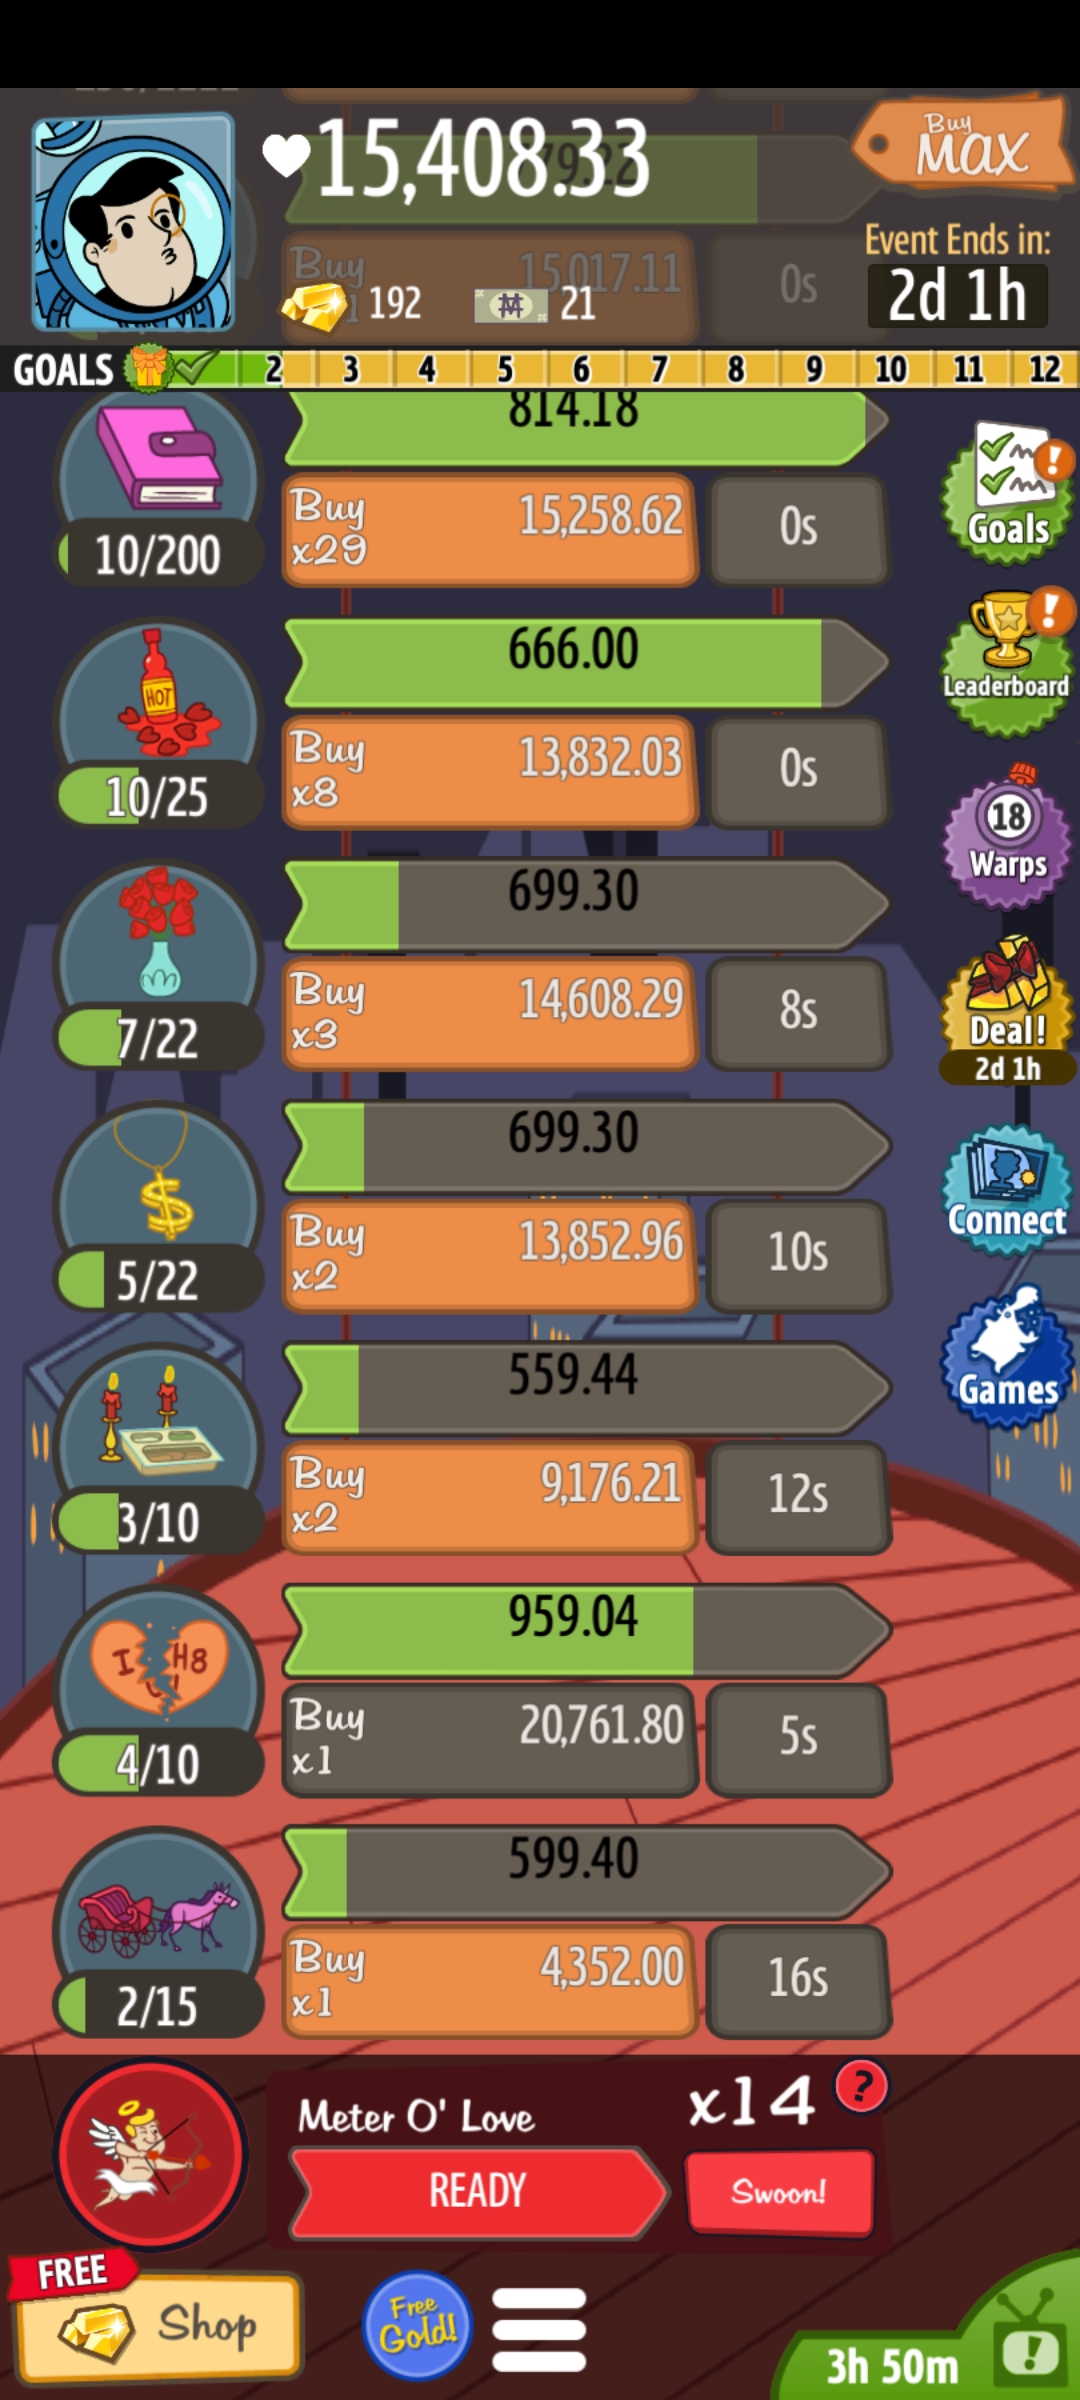 15,408.33
Buy
MAX
Event Ends in:
2d 1h
Buy
15,017.11
0s
192
21
GOALS 2 3 4 5 6 7 8 9 10 11 12
814.18
Buy
x29
15,258.62
0s
10/200
Goals
HOT
666.00
Buy
x8
13,832.03
0s
10/25
Leaderboard
18
Warps
699.30
Buy
x3
14,608.29
8s
7/22
Deal!
2d 1h
699.30
Buy
x2
13,852.96
10s
5/22
Connect
559.44
Buy
x2
9,176.21
12s
3/10
Games
I H8 U
959.04
Buy
x1
20,761.80
5s
4/10
599.40
Buy
x1
4,352.00
16s
2/15
Meter O' Love
x14
?
READY
Swoon!
FREE
Shop
Free
Gold!
3h 50m